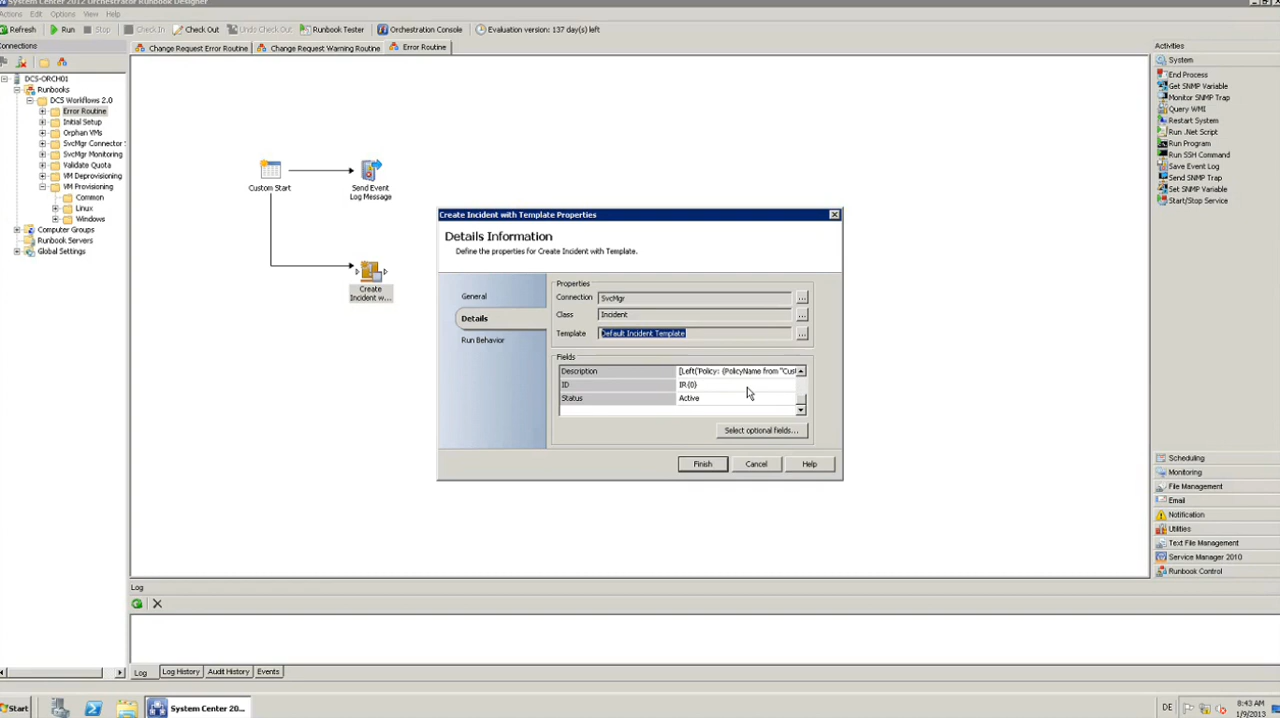 System Center 2012 Orchestrator Runbook Designer
Actions Edit Options View Help
Refresh Run Stop Check In Check Out Undo Check Out Runbook Tester Orchestration Console Evaluation version: 137 day(s) left
Connections
Change Request Error Routine Change Request Warning Routine Error Routine
DCS-ORCH01
Runbooks
DCS Workflows 2.0
Error Routine
Initial Setup
Orphan VMs
SvcMgr Connector
SvcMgr Monitoring
Validate Quota
VM Deprovisioning
VM Provisioning
Common
Linux
Windows
Computer Groups
Runbook Servers
Global Settings
Custom Start
Send Event
Log Message
Create
Incident w...
Create Incident with Template Properties
Details Information
Define the properties for Create Incident with Template.
General
Details
Run Behavior
Properties
Connection SvcMgr ...
Class Incident ...
Template Default Incident Template ...
Fields
Description [Left('Policy: {PolicyName from "Cust
ID IR{0}
Status Active
Select optional fields...
Finish Cancel Help
Activities
System
End Process
Get SNMP Variable
Monitor SNMP Trap
Query WMI
Restart System
Run .Net Script
Run Program
Run SSH Command
Save Event Log
Send SNMP Trap
Set SNMP Variable
Start/Stop Service
Scheduling
Monitoring
File Management
Email
Notification
Utilities
Text File Management
Service Manager 2010
Runbook Control
Log
Log Log History Audit History Events
Start System Center 20... DE 8:43 AM
1/9/2013